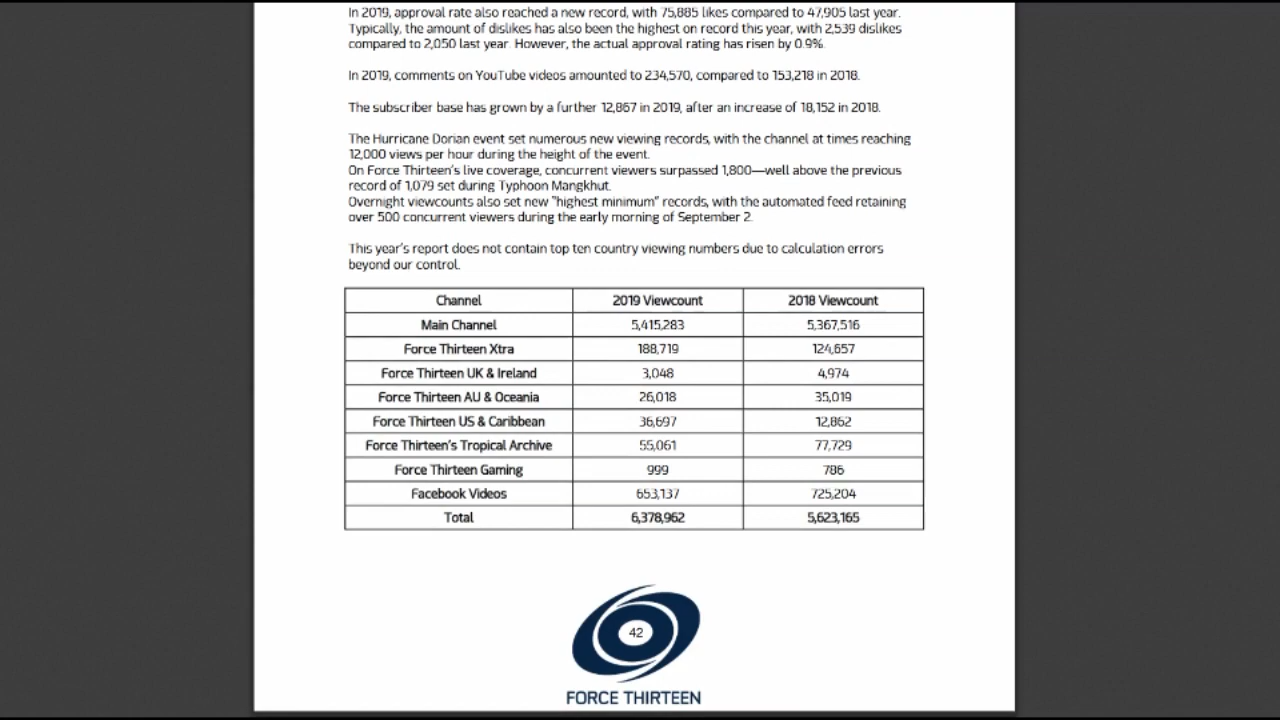 In 2019, approval rate also reached a new record, with 75,885 likes compared to 47,905 last year.
Typically, the amount of dislikes has also been the highest on record this year, with 2,539 dislikes
compared to 2,050 last year. However, the actual approval rating has risen by 0.9%.
In 2019, comments on YouTube videos amounted to 234,570, compared to 153,218 in 2018.
The subscriber base has grown by a further 12,867 in 2019, after an increase of 18,152 in 2018.
The Hurricane Dorian event set numerous new viewing records, with the channel at times reaching
12,000 views per hour during the height of the event.
On Force Thirteen's live coverage, concurrent viewers surpassed 1,800—well above the previous
record of 1,079 set during Typhoon Mangkhut.
Overnight viewcounts also set new "highest minimum" records, with the automated feed retaining
over 500 concurrent viewers during the early morning of September 2.
This year's report does not contain top ten country viewing numbers due to calculation errors
beyond our control.
Channel 2019 Viewcount 2018 Viewcount
Main Channel 5,415,283 5,367,516
Force Thirteen Xtra 188,719 124,657
Force Thirteen UK & Ireland 3,048 4,974
Force Thirteen AU & Oceania 26,018 35,019
Force Thirteen US & Caribbean 36,697 12,862
Force Thirteen's Tropical Archive 55,061 77,729
Force Thirteen Gaming 999 786
Facebook Videos 653,137 725,204
Total 6,378,962 5,623,165
42
FORCE THIRTEEN